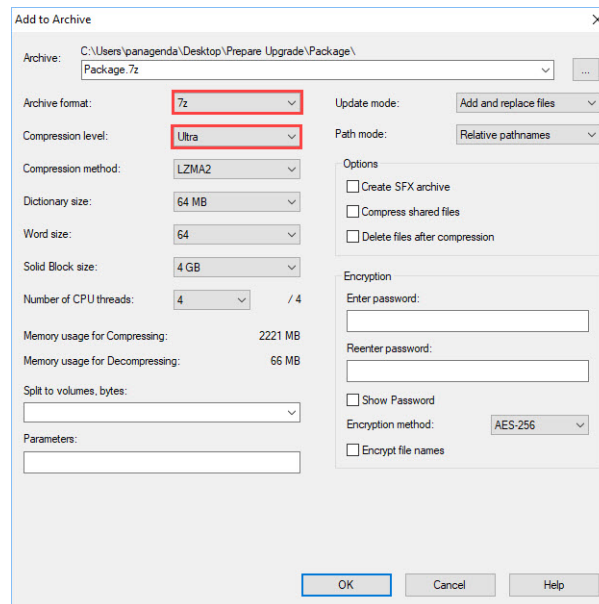 Add to Archive
Archive:
C:\Users\panagenda\Desktop\Prepare Upgrade\Package\
Package.7z
...
Archive format:
7z
Compression level:
Ultra
Compression method:
LZMA2
Dictionary size:
64 MB
Word size:
64
Solid Block size:
4 GB
Number of CPU threads:
4
/ 4
Memory usage for Compressing:
2221 MB
Memory usage for Decompressing:
66 MB
Split to volumes, bytes:
Parameters:
Update mode:
Add and replace files
Path mode:
Relative pathnames
Options
Create SFX archive
Compress shared files
Delete files after compression
Encryption
Enter password:
Reenter password:
Show Password
Encryption method:
AES-256
Encrypt file names
OK
Cancel
Help